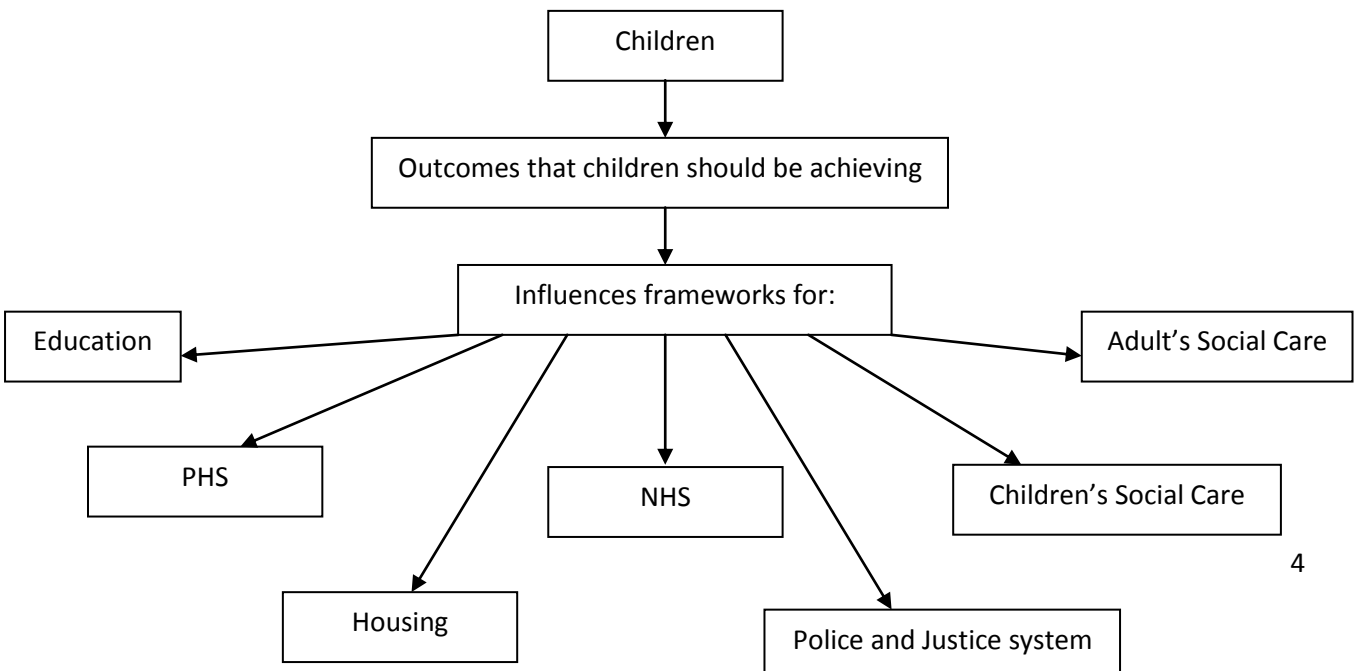 Children
Outcomes that children should be achieving
Influences frameworks for:
Education
Adult’s Social Care
PHS
NHS
Children’s Social Care
4
Housing
Police and Justice system